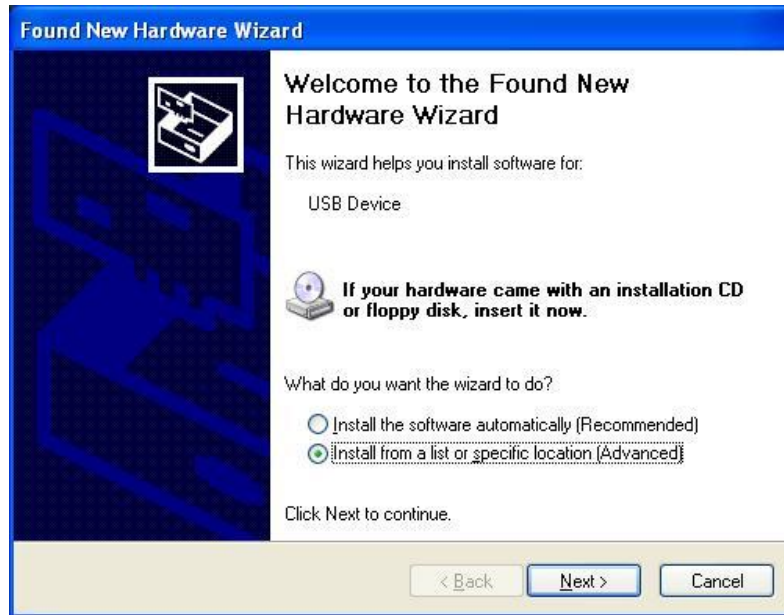 Found New Hardware Wizard
Welcome to the Found New
Hardware Wizard
This wizard helps you install software for:
USB Device
If your hardware came with an installation CD
or floppy disk, insert it now.
What do you want the wizard to do?
Install the software automatically (Recommended)
Install from a list or specific location (Advanced)
Click Next to continue.
< Back Next > Cancel